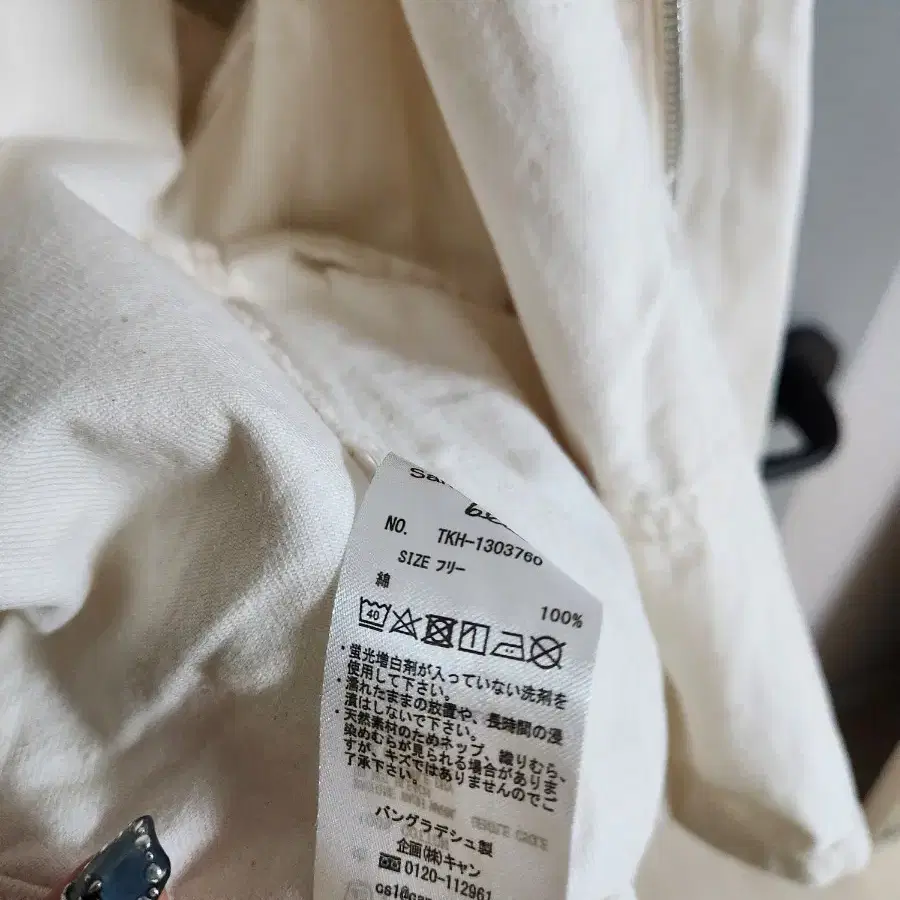 NO. TKH-1303760
SIZE フリー
綿 100%
40
・蛍光増白剤が入っていない洗剤を
使用して下さい。
・濡れたままの放置や、長時間の浸
漬はしないで下さい。
・天然素材のためネップ、織りむら、
染めむらが見られる場合がありま
すが、キズではありませんのでご
了承下さい。
バングラデシュ製
企画(株)キャン
0120-112961